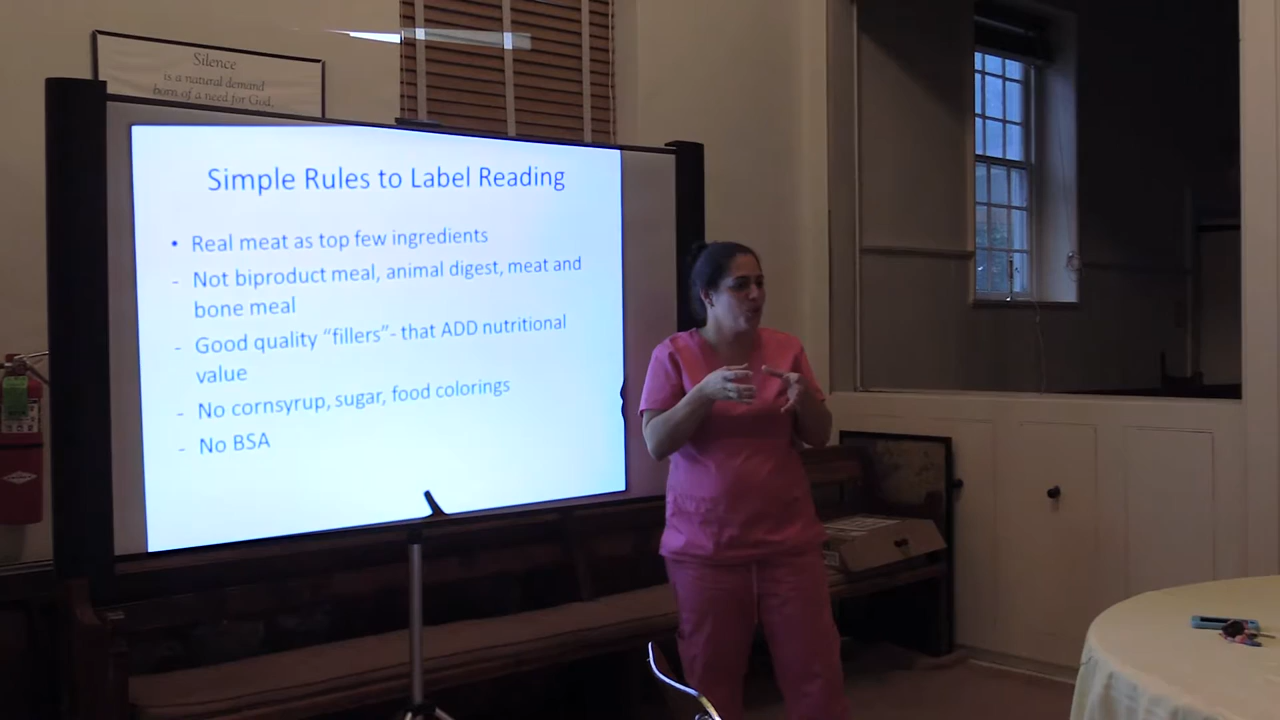 Silence
is a natural demand
born of a need for God,
Simple Rules to Label Reading
• Real meat as top few ingredients
- Not biproduct meal, animal digest, meat and
bone meal
- Good quality “fillers”- that ADD nutritional
value
- No cornsyrup, sugar, food colorings
- No BSA